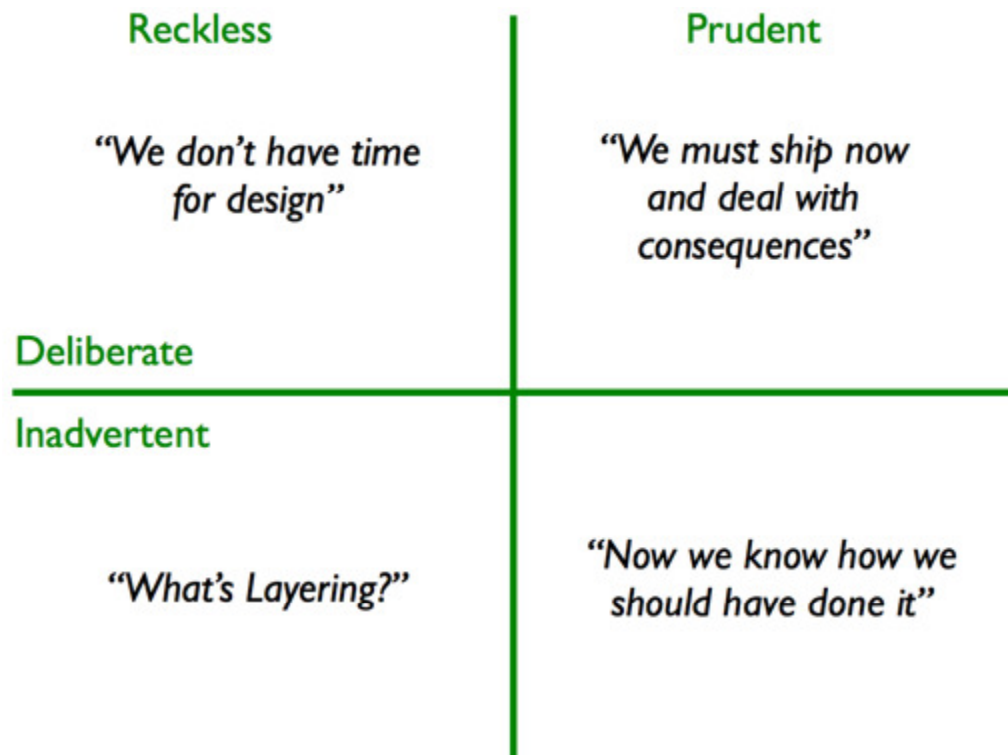 Reckless
Prudent
“We don’t have time
for design”
“We must ship now
and deal with
consequences”
Deliberate
Inadvertent
“What’s Layering?”
“Now we know how we
should have done it”